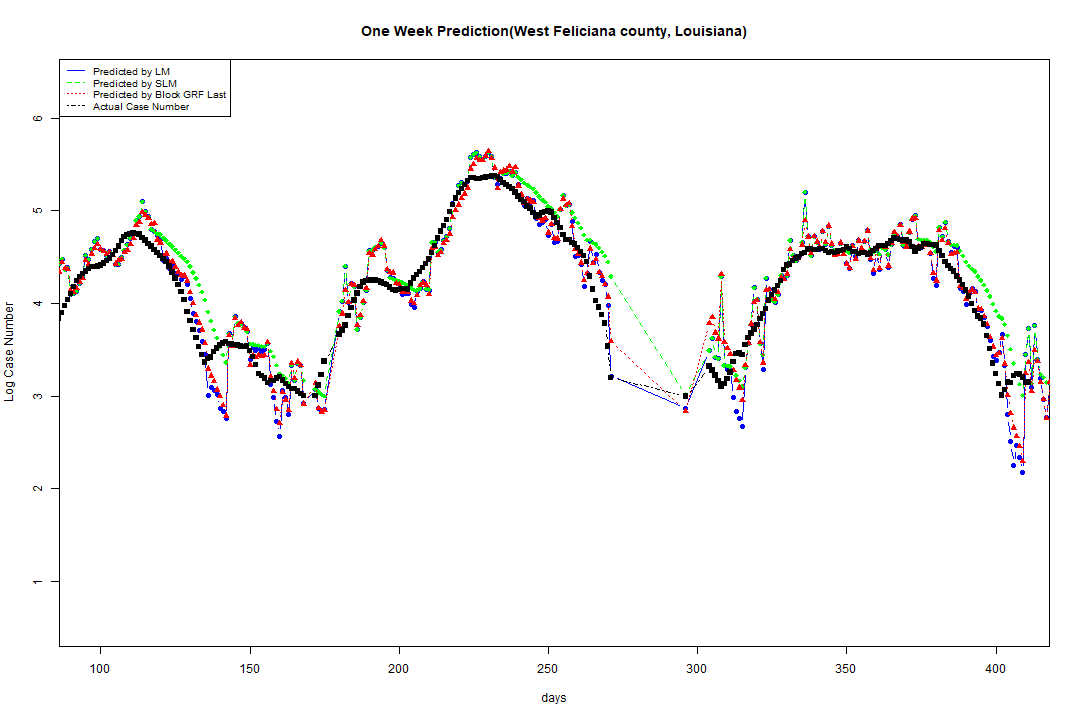 One Week Prediction(West Feliciana county, Louisiana)
Predicted by LM
Predicted by SLM
Predicted by Block GRF Last
Actual Case Number
Log Case Number
6
5
4
3
2
1
100 150 200 250 300 350 400
days